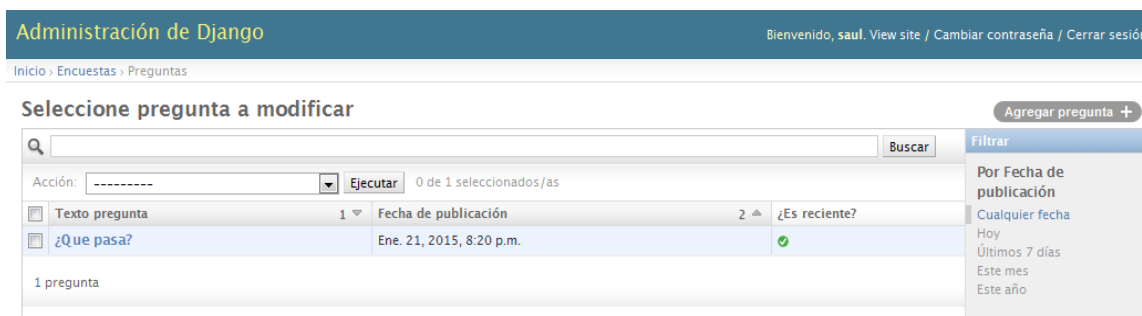 Administración de Django
Bienvenido, saul. View site / Cambiar contraseña / Cerrar sesión
Inicio › Encuestas › Preguntas
Seleccione pregunta a modificar
Agregar pregunta +
Buscar
Filtrar
Acción: --------- Ejecutar 0 de 1 seleccionados/as
Por Fecha de
publicación
Cualquier fecha
Hoy
Últimos 7 días
Este mes
Este año
Texto pregunta 1 Fecha de publicación 2 ¿Es reciente?
¿Que pasa? Ene. 21, 2015, 8:20 p.m.
1 pregunta